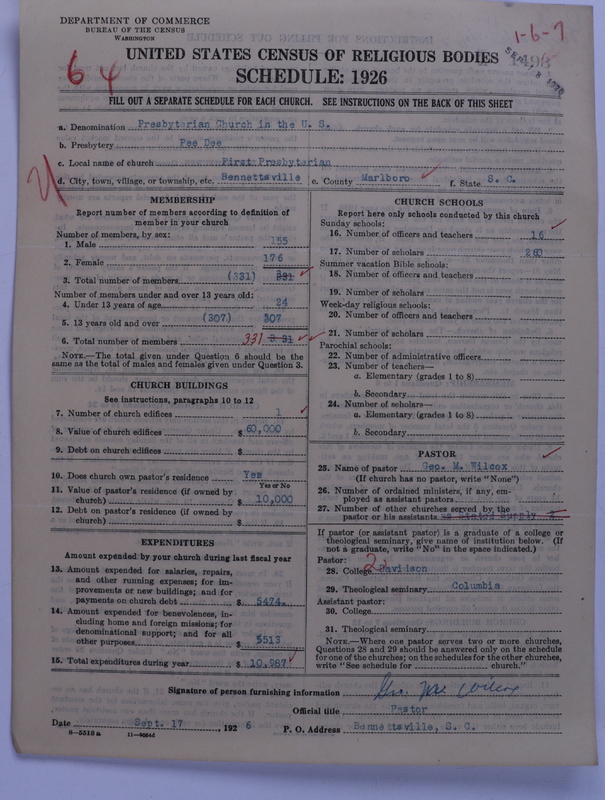 DEPARTMENT OF COMMERCE
BUREAU OF THE CENSUS
WASHINGTON
1-6-7
64
UNITED STATES CENSUS OF RELIGIOUS BODIES
SCHEDULE: 1926
FILL OUT A SEPARATE SCHEDULE FOR EACH CHURCH. SEE INSTRUCTIONS ON THE BACK OF THIS SHEET
a. Denomination Presbyterian Church in the U. S.
b. Presbytery Pee Dee
c. Local name of church First Presbyterian
d. City, town, village, or township, etc. Bennettsville e. County Marlboro f. State S. C.
MEMBERSHIP
Report number of members according to definition of
member in your church
Number of members, by sex:
1. Male 155
2. Female 176
3. Total number of members (331) 331
Number of members under and over 13 years old:
4. Under 13 years of age 24
5. 13 years old and over (307) 307
6. Total number of members 331 331
NOTE.—The total given under Question 6 should be the
same as the total of males and females given under Question 3.
CHURCH BUILDINGS
See instructions, paragraphs 10 to 12
7. Number of church edifices 1
8. Value of church edifices $ 60,000
9. Debt on church edifices $
10. Does church own pastor's residence Yes
Yes or No
11. Value of pastor's residence (if owned by
church) $ 10,000
12. Debt on pastor's residence (if owned by
church) $
EXPENDITURES
Amount expended by your church during last fiscal year
13. Amount expended for salaries, repairs,
and other running expenses; for im-
provements or new buildings; and for
payments on church debt $ 5474.
14. Amount expended for benevolences, in-
cluding home and foreign missions; for
denominational support; and for all
other purposes $ 5513
15. Total expenditures during year $ 10,987
CHURCH SCHOOLS
Report here only schools conducted by this church
Sunday schools:
16. Number of officers and teachers 16
17. Number of scholars 260
Summer vacation Bible schools:
18. Number of officers and teachers
19. Number of scholars
Week-day religious schools:
20. Number of officers and teachers
21. Number of scholars
Parochial schools:
22. Number of administrative officers
23. Number of teachers—
a. Elementary (grades 1 to 8)
b. Secondary
24. Number of scholars—
a. Elementary (grades 1 to 8)
b. Secondary
PASTOR
25. Name of pastor Geo. M. Wilcox
(If church has no pastor, write "None")
26. Number of ordained ministers, if any, em-
ployed as assistant pastors
27. Number of other churches served by the
pastor or his assistants as Stated Supply
If pastor (or assistant pastor) is a graduate of a college or
theological seminary, give name of institution below. (If
not a graduate, write "No" in the space indicated.)
Pastor:
28. College Davidson
29. Theological seminary Columbia
Assistant pastor:
30. College
31. Theological seminary
NOTE.—Where one pastor serves two or more churches,
Questions 28 and 29 should be answered only on the schedule
for one of the churches; on the schedules for the other churches,
write "See schedule for church."
Signature of person furnishing information Geo. M. Wilcox
Official title Pastor
Date Sept. 17, 1926 P. O. Address Bennettsville, S. C.
8-5518 a